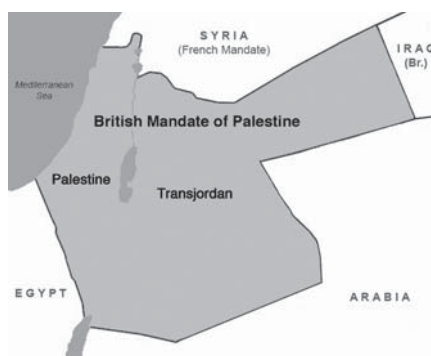 SYRIA
(French Mandate)
IRAQ
(Br.)
Mediterranean
Sea
British Mandate of Palestine
Palestine
Transjordan
EGYPT
ARABIA